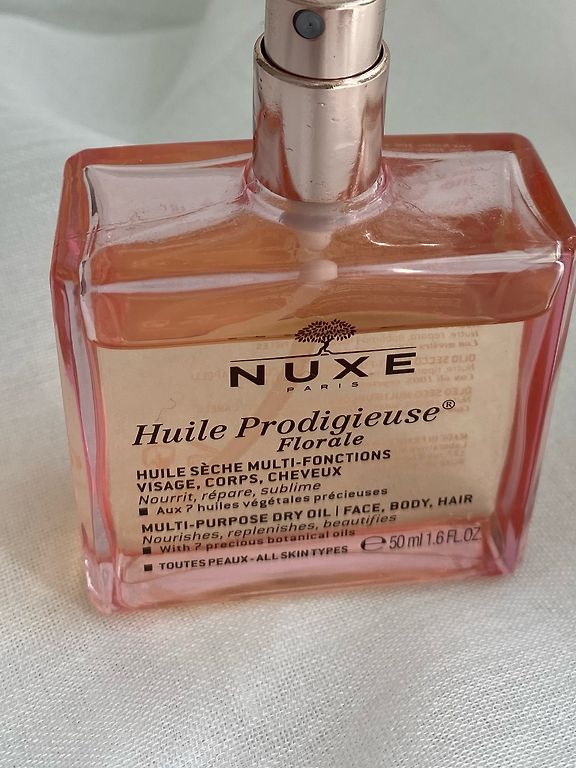 NUXE
PARIS
Huile Prodigieuse®
Florale
HUILE SÈCHE MULTI-FONCTIONS
VISAGE, CORPS, CHEVEUX
Nourrit, répare, sublime
■ Aux 7 huiles végétales précieuses
MULTI-PURPOSE DRY OIL | FACE, BODY, HAIR
Nourishes, replenishes, beautifies
■ With 7 precious botanical oils
■ TOUTES PEAUX - ALL SKIN TYPES ℮ 50 ml 1.6 FL.OZ.